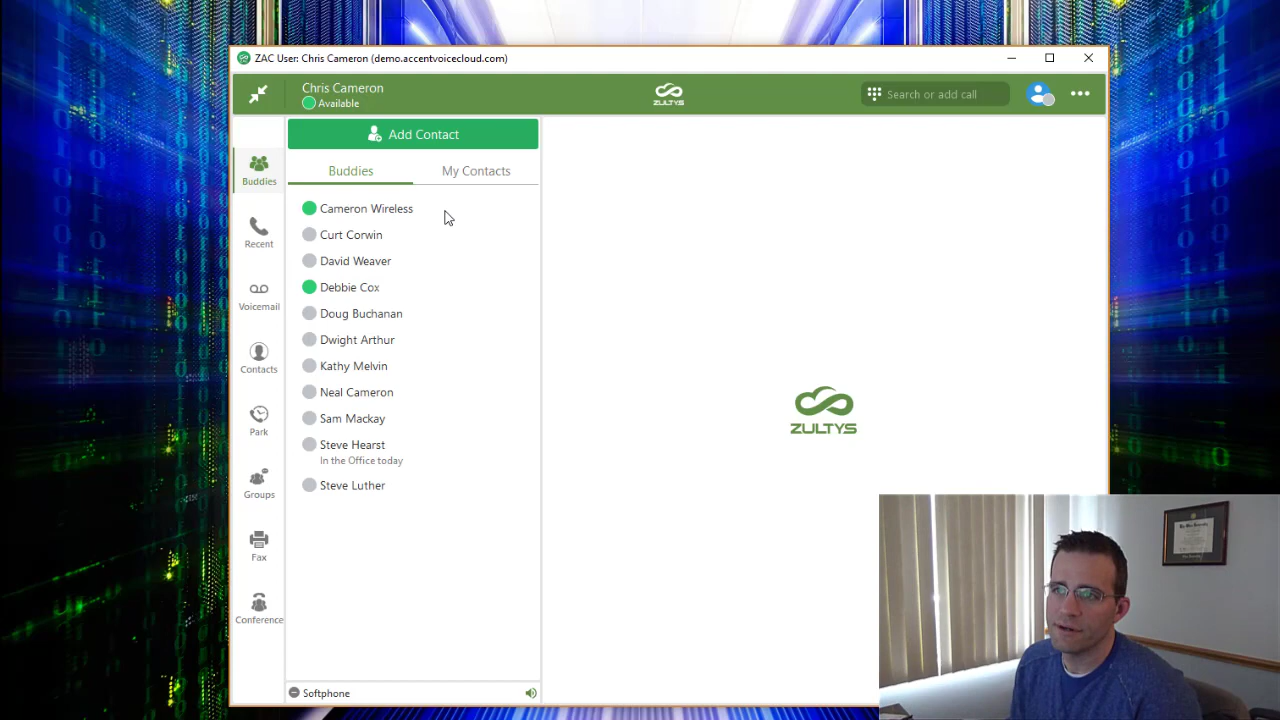 ZAC User: Chris Cameron (demo.accentvoicecloud.com)
Chris Cameron
Available
ZULTYS
Search or add call
Add Contact
Buddies
My Contacts
Buddies
Recent
Voicemail
Contacts
Park
Groups
Fax
Conference
Cameron Wireless
Curt Corwin
David Weaver
Debbie Cox
Doug Buchanan
Dwight Arthur
Kathy Melvin
Neal Cameron
Sam Mackay
Steve Hearst
In the Office today
Steve Luther
ZULTYS
Softphone